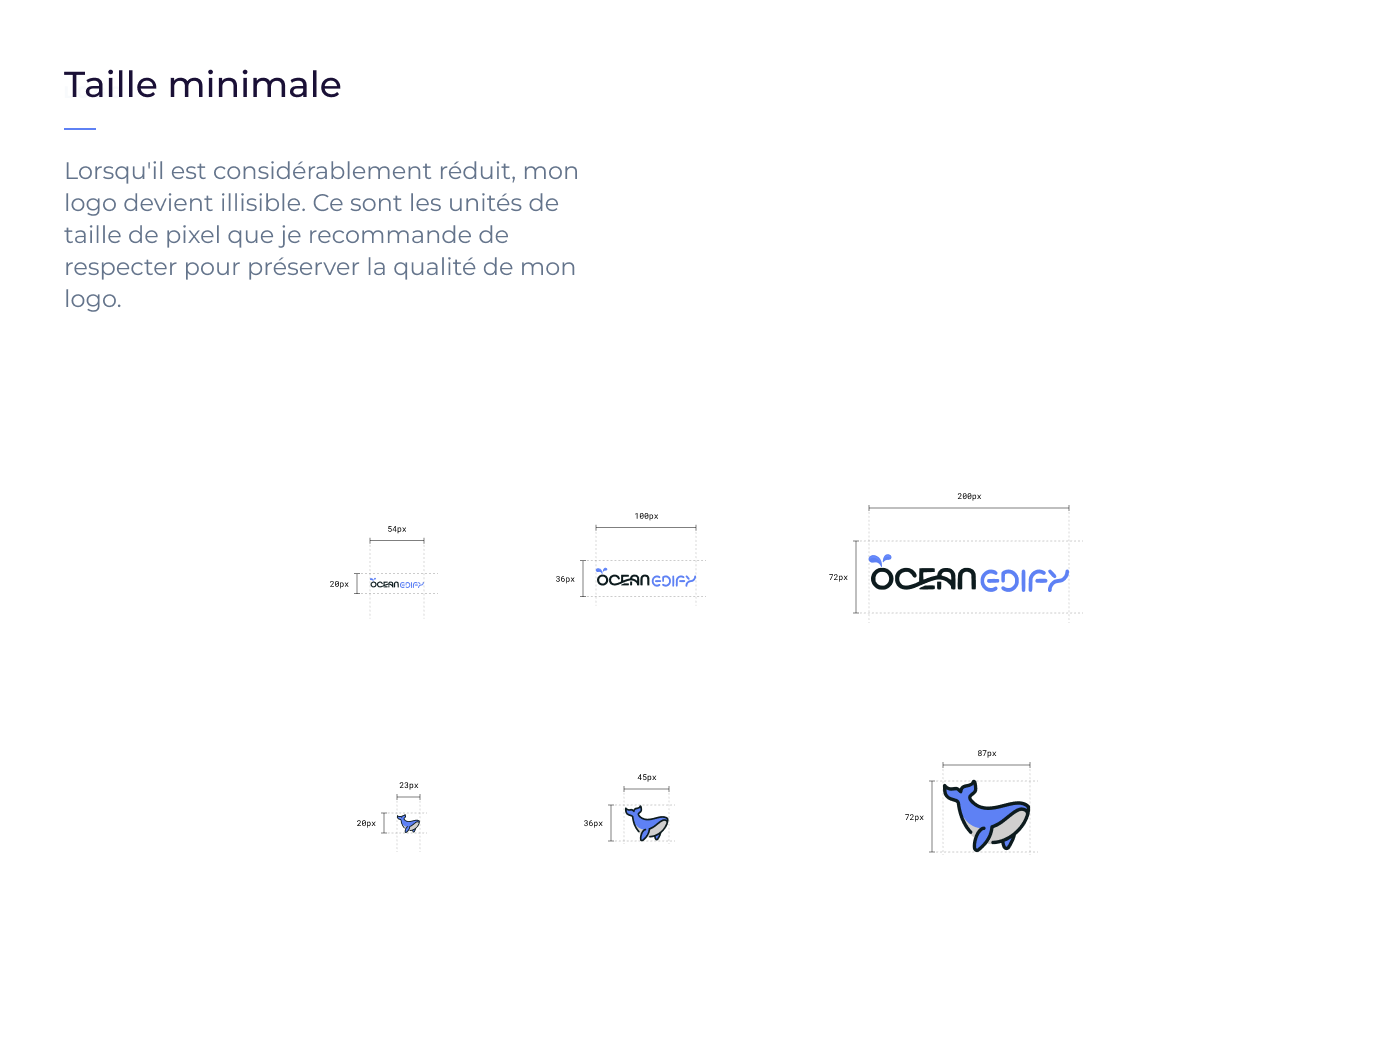 Taille minimale
Lorsqu'il est considérablement réduit, mon
logo devient illisible. Ce sont les unités de
taille de pixel que je recommande de
respecter pour préserver la qualité de mon
logo.
54px
20px
OCEAN EDIFY
100px
36px
OCEAN EDIFY
200px
72px
OCEAN EDIFY
23px
20px
45px
36px
87px
72px